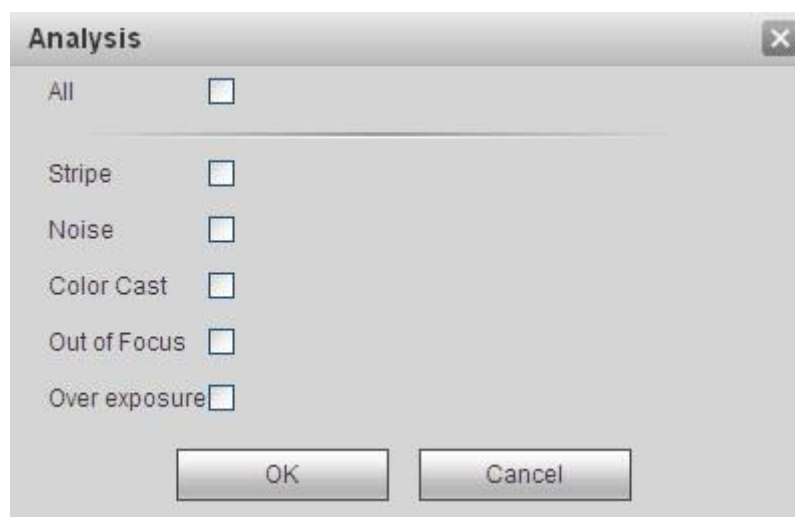 Analysis
All
Stripe
Noise
Color Cast
Out of Focus
Over exposure
OK Cancel